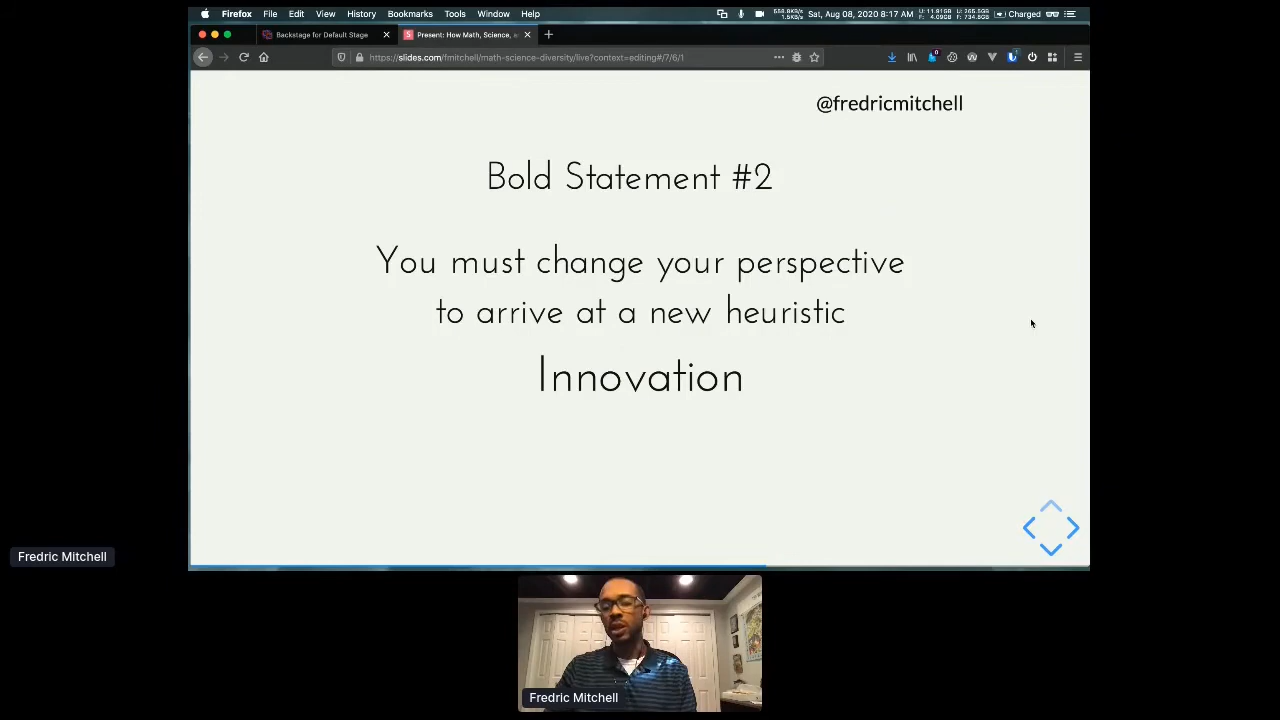 Firefox File Edit View History Bookmarks Tools Window Help
Sat, Aug 08, 2020 8:17 AM Charged
Backstage for Default Stage
Present: How Math, Science, a
https://slides.com/fmitchell/math-science-diversity/live?context=editing#/7/6/1
@fredricmitchell
Bold Statement #2
You must change your perspective
to arrive at a new heuristic
Innovation
Fredric Mitchell
Fredric Mitchell